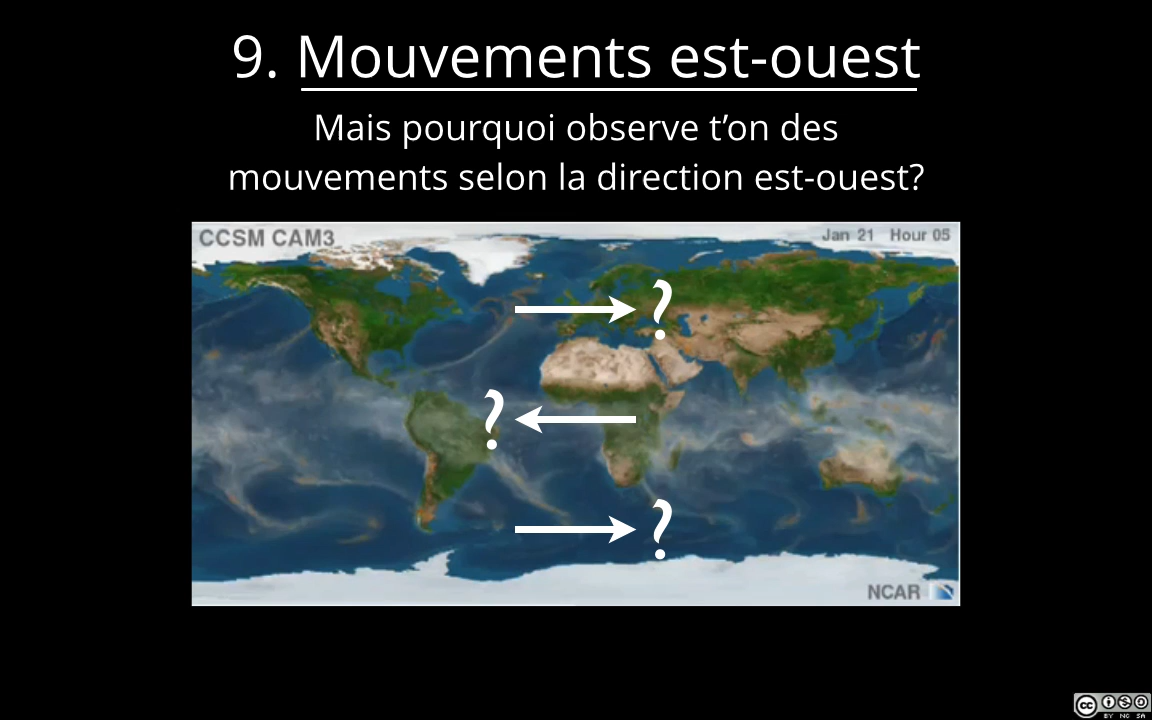 9. Mouvements est-ouest
Mais pourquoi observe t’on des
mouvements selon la direction est-ouest?
CCSM CAM3
Jan 21 Hour 05
?
?
?
NCAR
cc
BY NC SA